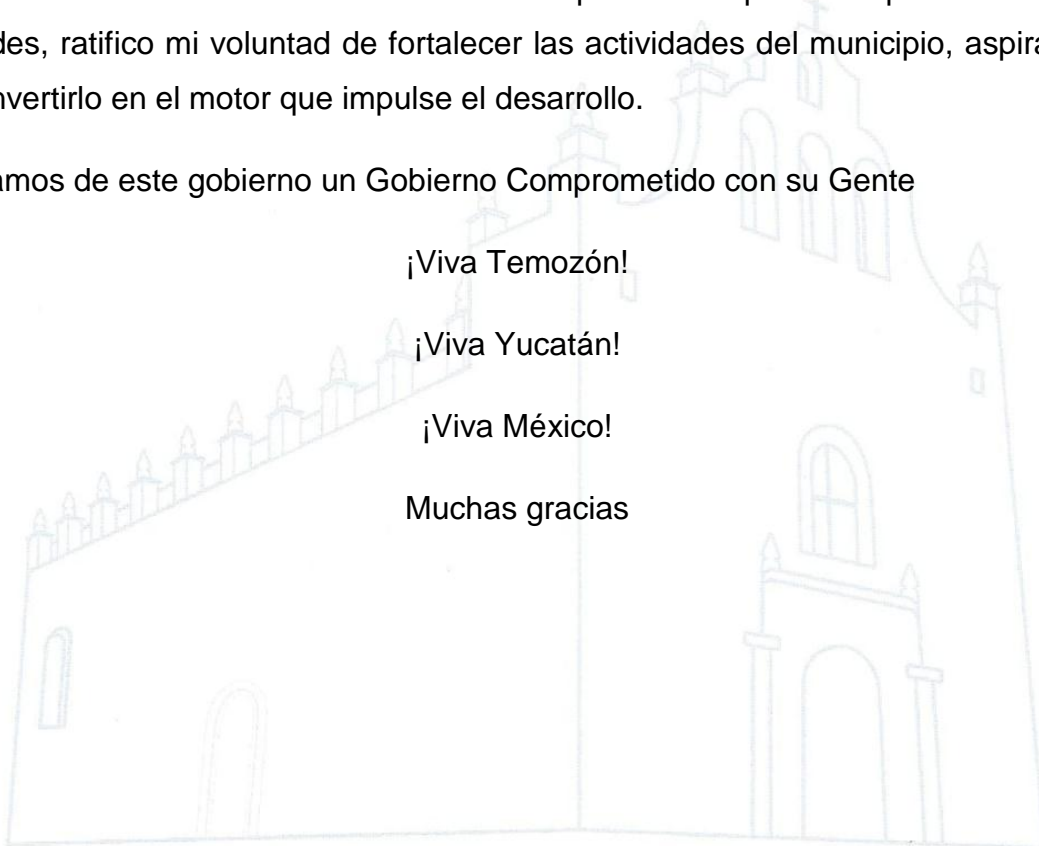 des, ratifico mi voluntad de fortalecer las actividades del municipio, aspira
nvertirlo en el motor que impulse el desarrollo.
amos de este gobierno un Gobierno Comprometido con su Gente
¡Viva Temozón!
¡Viva Yucatán!
¡Viva México!
Muchas gracias